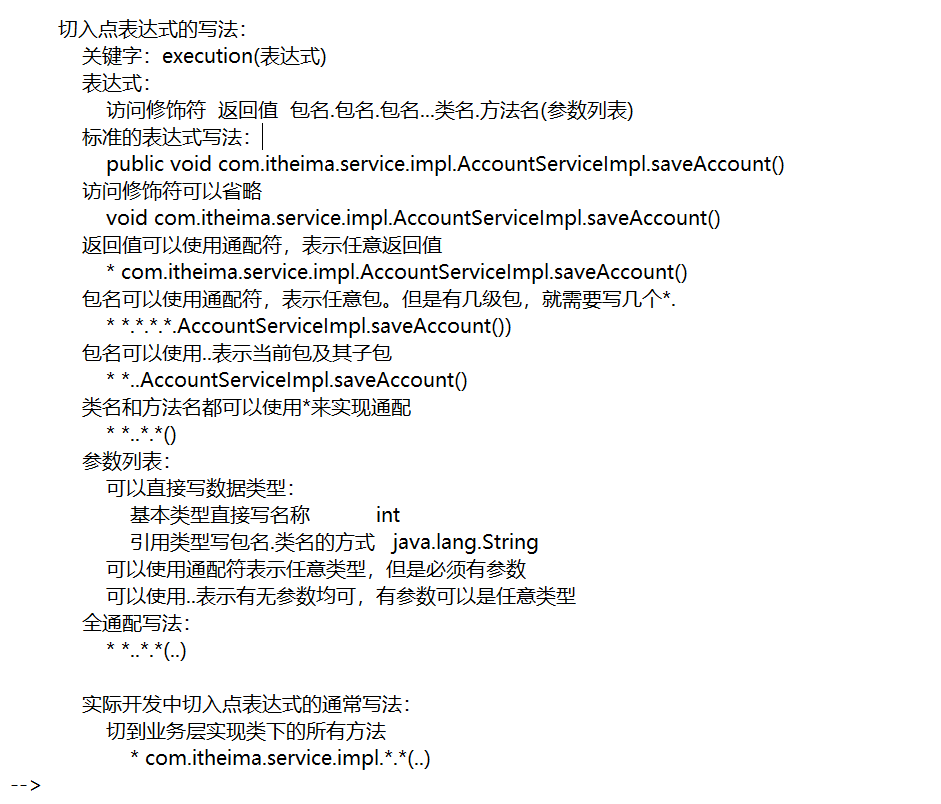 切入点表达式的写法：
关键字：execution(表达式)
表达式：
访问修饰符  返回值  包名.包名.包名...类名.方法名(参数列表)
标准的表达式写法：
public void com.itheima.service.impl.AccountServiceImpl.saveAccount()
访问修饰符可以省略
void com.itheima.service.impl.AccountServiceImpl.saveAccount()
返回值可以使用通配符，表示任意返回值
* com.itheima.service.impl.AccountServiceImpl.saveAccount()
包名可以使用通配符，表示任意包。但是有几级包，就需要写几个*.
* *.*.*.*.AccountServiceImpl.saveAccount())
包名可以使用..表示当前包及其子包
* *..AccountServiceImpl.saveAccount()
类名和方法名都可以使用*来实现通配
* *..*.*()
参数列表：
可以直接写数据类型：
基本类型直接写名称           int
引用类型写包名.类名的方式   java.lang.String
可以使用通配符表示任意类型，但是必须有参数
可以使用..表示有无参数均可，有参数可以是任意类型
全通配写法：
* *..*.*(..)
实际开发中切入点表达式的通常写法：
切到业务层实现类下的所有方法
* com.itheima.service.impl.*.*(..)
-->